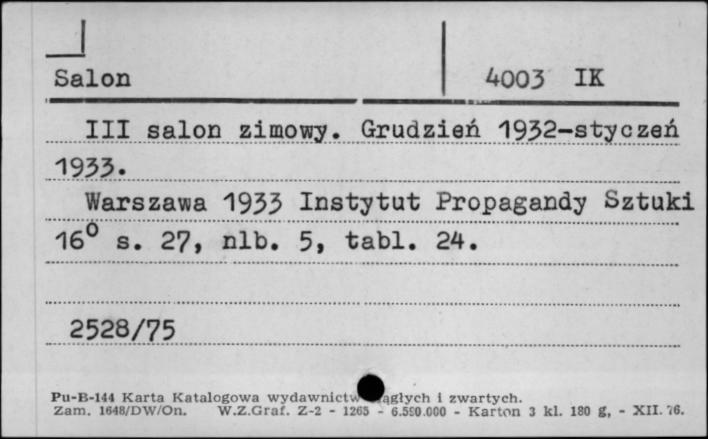 Salon 4003 IK
III salon zimowy. Grudzień 1932-styczeń
1933.
Warszawa 1933 Instytut Propagandy Sztuki
16⁰ s. 27, nlb. 5, tabl. 24.
2528/75
Pu-B-144 Karta Katalogowa wydawnictw ągłych i zwartych.
Zam. 1648/DW/On. W.Z.Graf. Z-2 - 1265 - 6.590.000 - Karton 3 kl. 180 g, - XII. 76.